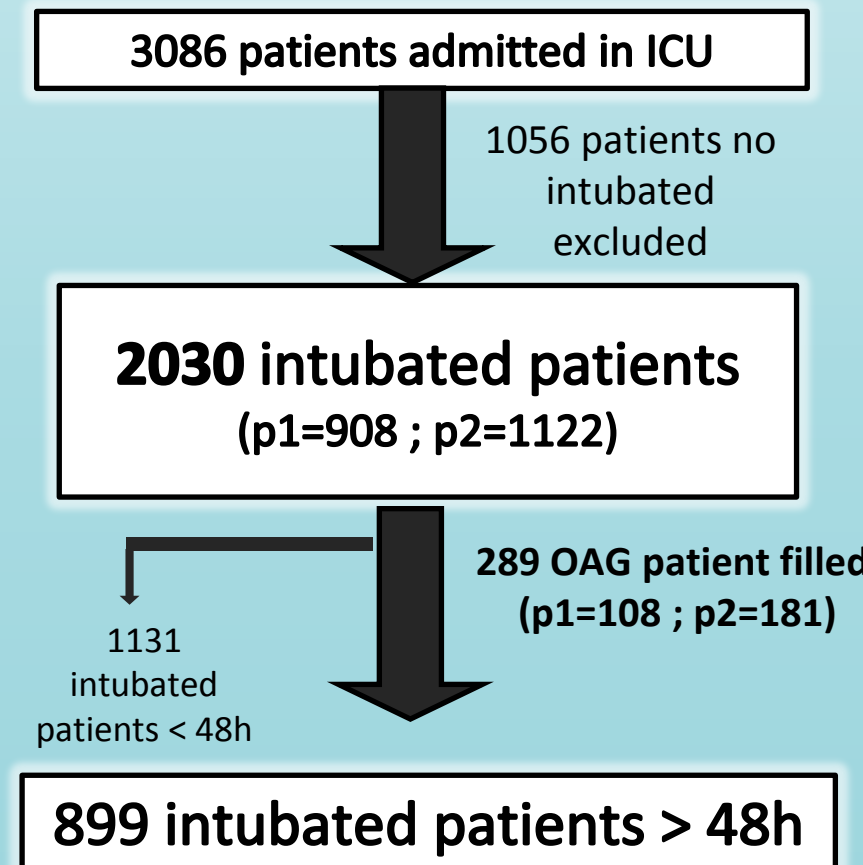 3086 patients admitted in ICU
1056 patients no
intubated
excluded
2030 intubated patients
(p1=908 ; p2=1122)
289 OAG patient filled
(p1=108 ; p2=181)
1131
intubated
patients < 48h
899 intubated patients > 48h